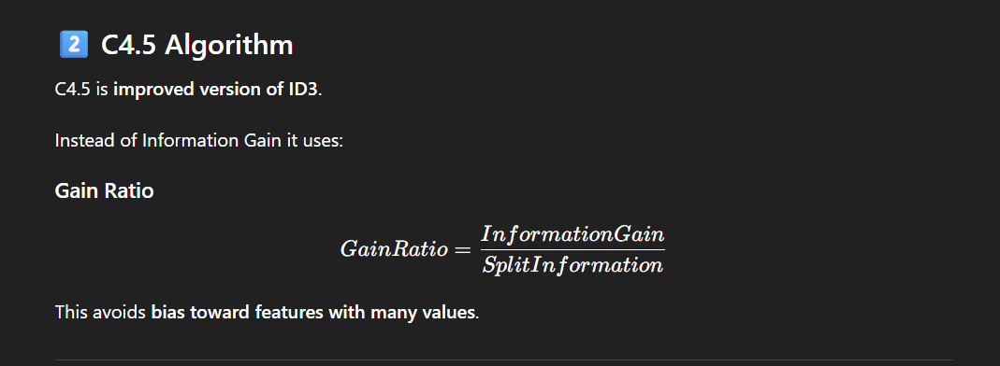 2️⃣ C4.5 Algorithm
C4.5 is improved version of ID3.
Instead of Information Gain it uses:
Gain Ratio
GainRatio = InformationGain / SplitInformation
This avoids bias toward features with many values.